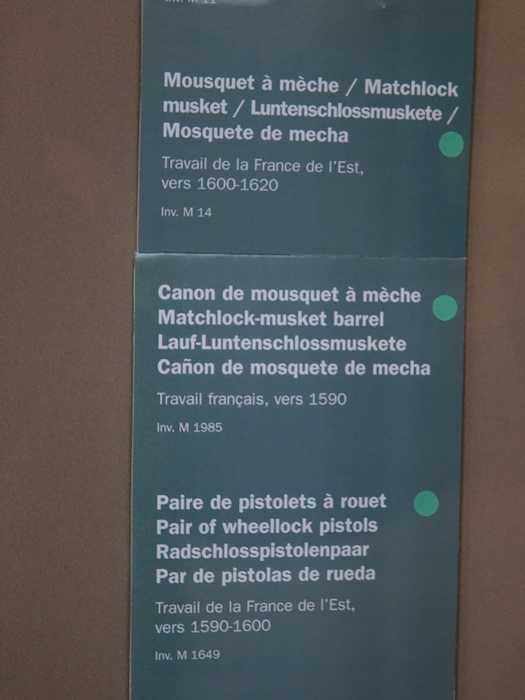 Mousquet à mèche / Matchlock
musket / Luntenschlossmuskete /
Mosquete de mecha
Travail de la France de l'Est,
vers 1600-1620
Inv. M 14
Canon de mousquet à mèche
Matchlock-musket barrel
Lauf-Luntenschlossmuskete
Cañon de mosquete de mecha
Travail français, vers 1590
Inv. M 1985
Paire de pistolets à rouet
Pair of wheellock pistols
Radschlosspistolenpaar
Par de pistolas de rueda
Travail de la France de l'Est,
vers 1590-1600
Inv. M 1649